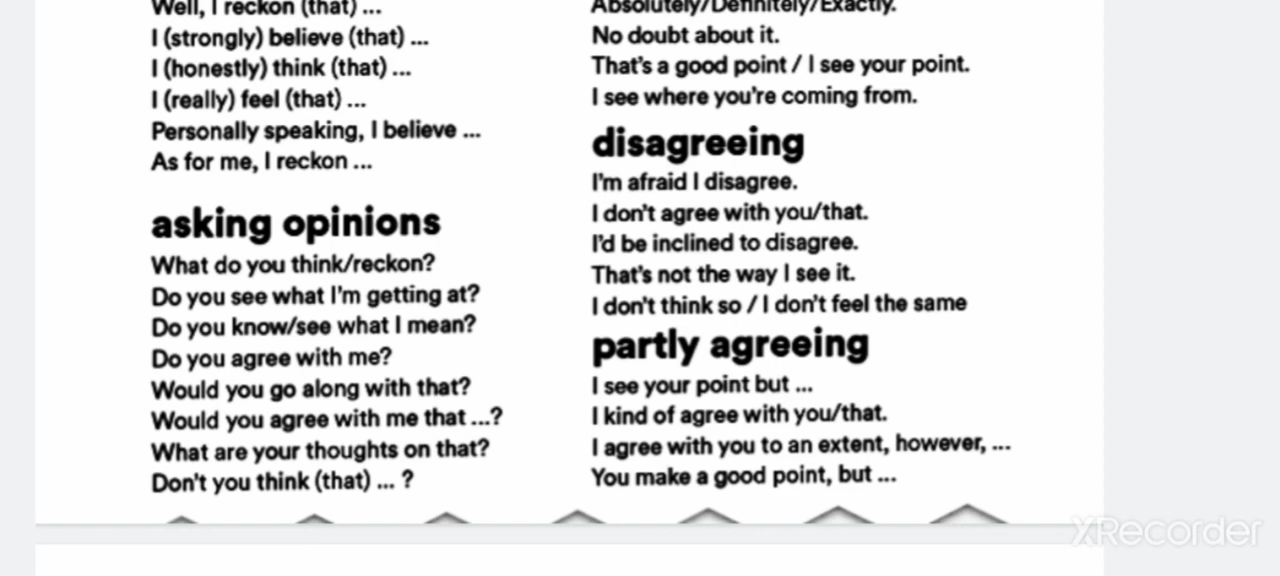 Well, I reckon (that) ...
I (strongly) believe (that) ...
I (honestly) think (that) ...
I (really) feel (that) ...
Personally speaking, I believe ...
As for me, I reckon ...
asking opinions
What do you think/reckon?
Do you see what I'm getting at?
Do you know/see what I mean?
Do you agree with me?
Would you go along with that?
Would you agree with me that ...?
What are your thoughts on that?
Don't you think (that) ... ?
Absolutely/Definitely/Exactly.
No doubt about it.
That's a good point / I see your point.
I see where you're coming from.
disagreeing
I'm afraid I disagree.
I don't agree with you/that.
I'd be inclined to disagree.
That's not the way I see it.
I don't think so / I don't feel the same
partly agreeing
I see your point but ...
I kind of agree with you/that.
I agree with you to an extent, however, ...
You make a good point, but ...
XRecorder